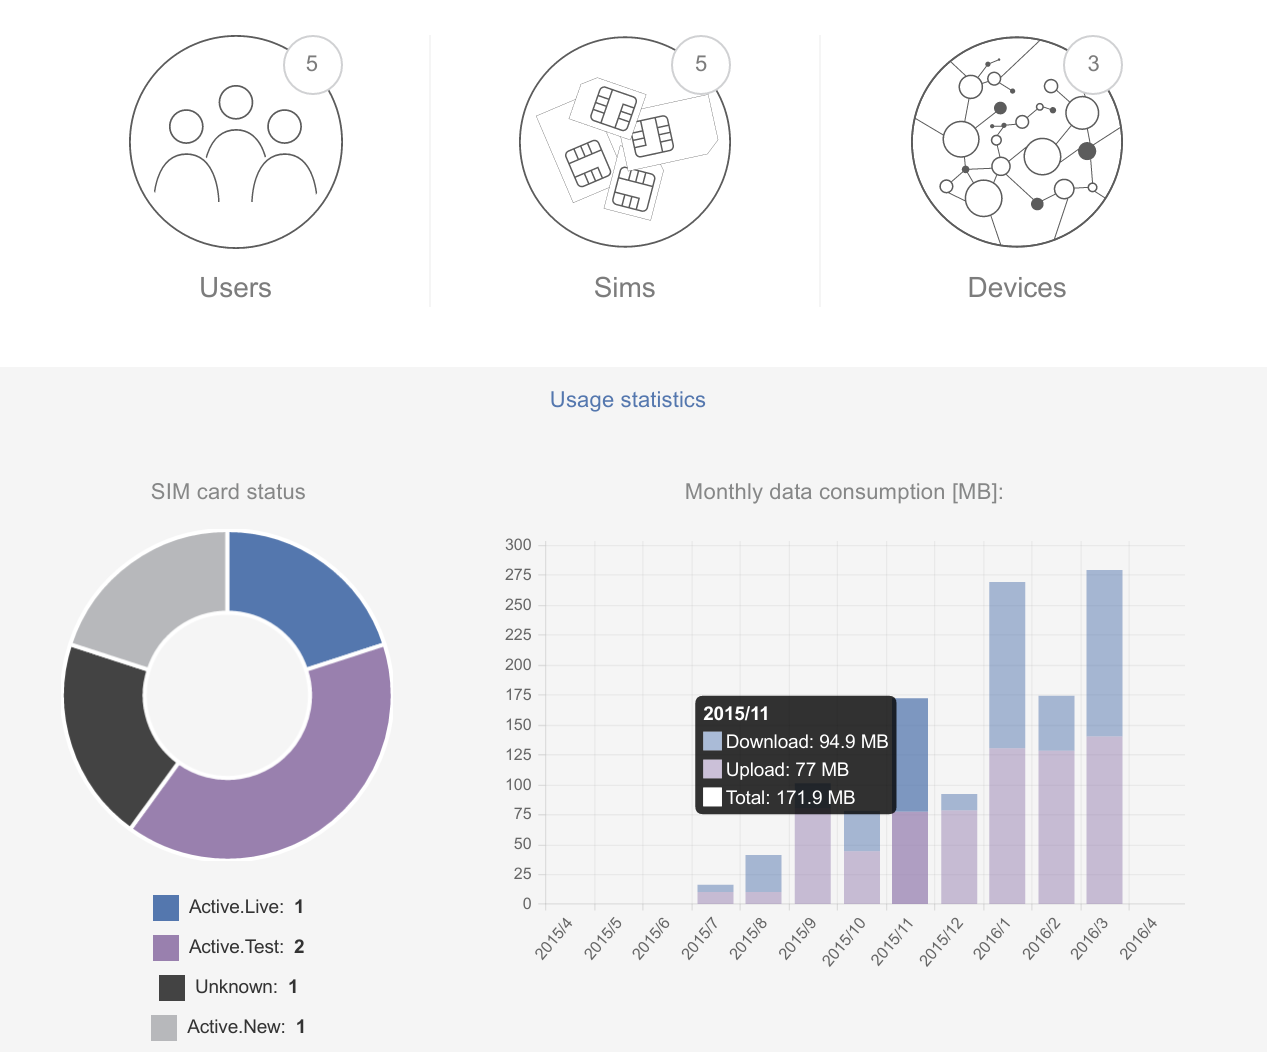 5
5
3
Users
Sims
Devices
Usage statistics
SIM card status
Active.Live: 1
Active.Test: 2
Unknown: 1
Active.New: 1
Monthly data consumption [MB]:
300
275
250
225
200
175
150
125
100
75
50
25
0
2015/11
Download: 94.9 MB
Upload: 77 MB
Total: 171.9 MB
2015/4
2015/5
2015/6
2015/7
2015/8
2015/9
2015/10
2015/11
2015/12
2016/1
2016/2
2016/3
2016/4